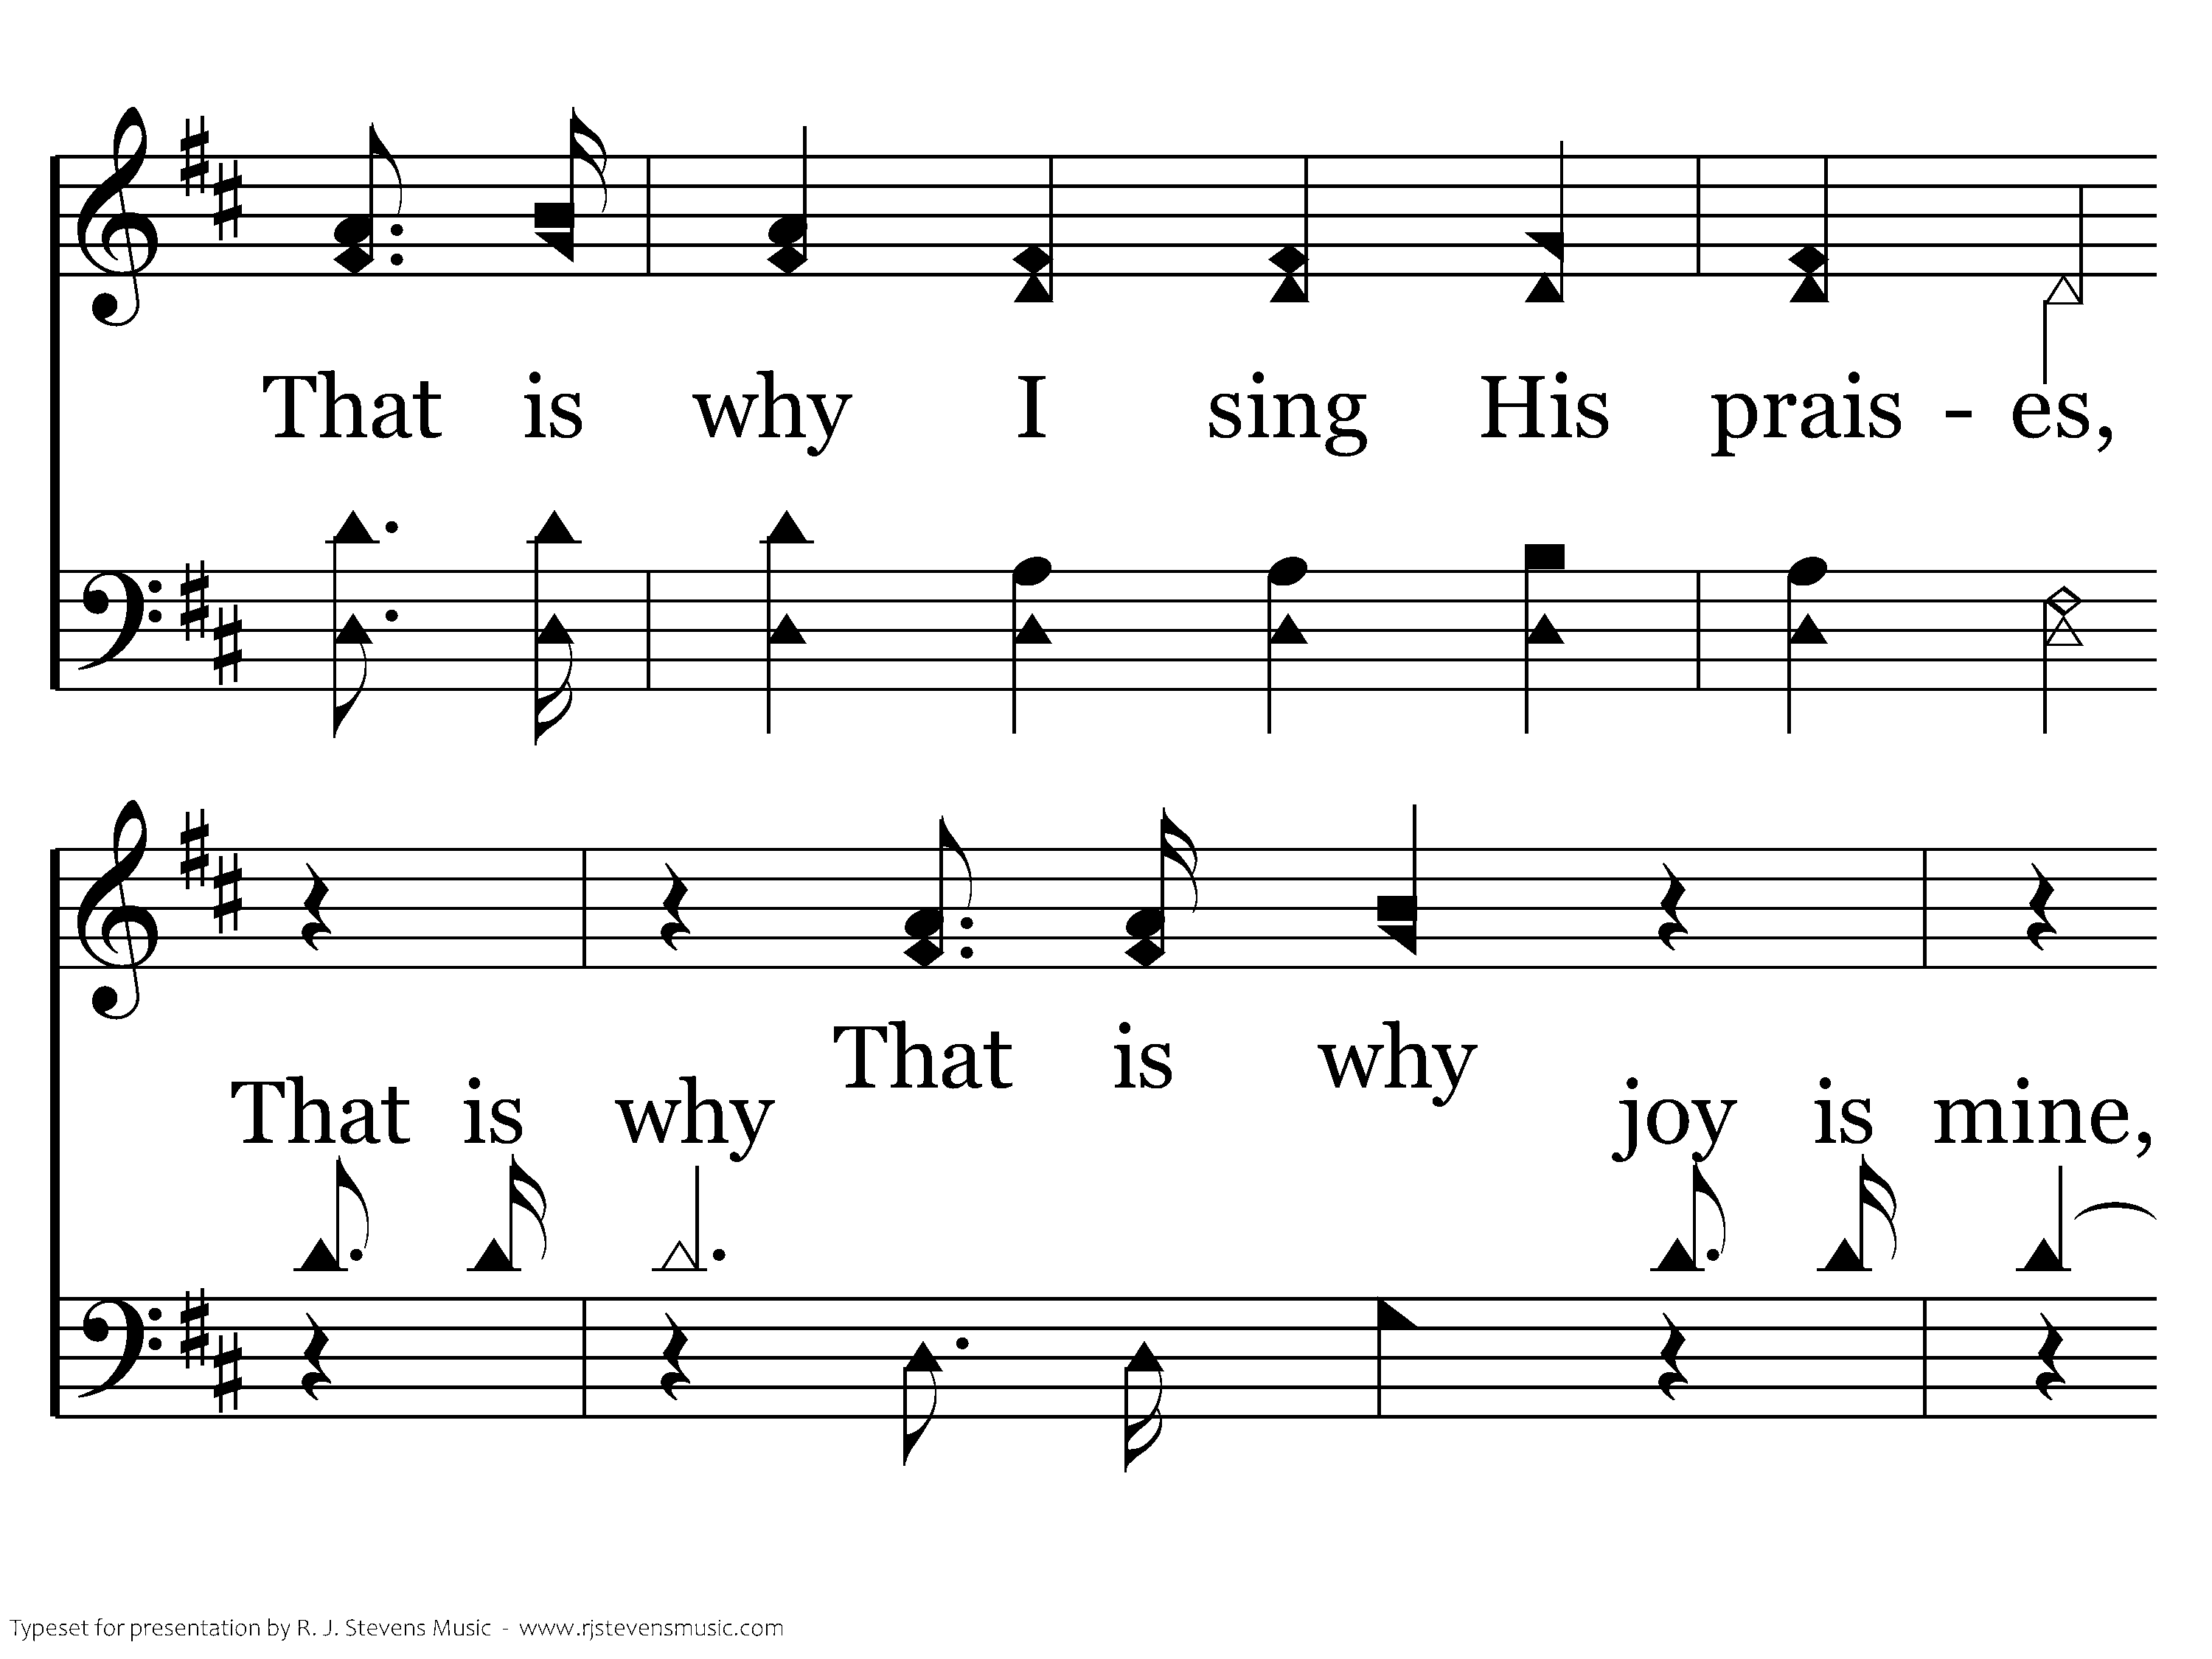 That is why I sing His prais - es,
That is why
That is why joy is mine,
Typeset for presentation by R. J. Stevens Music - www.rjstevensmusic.com